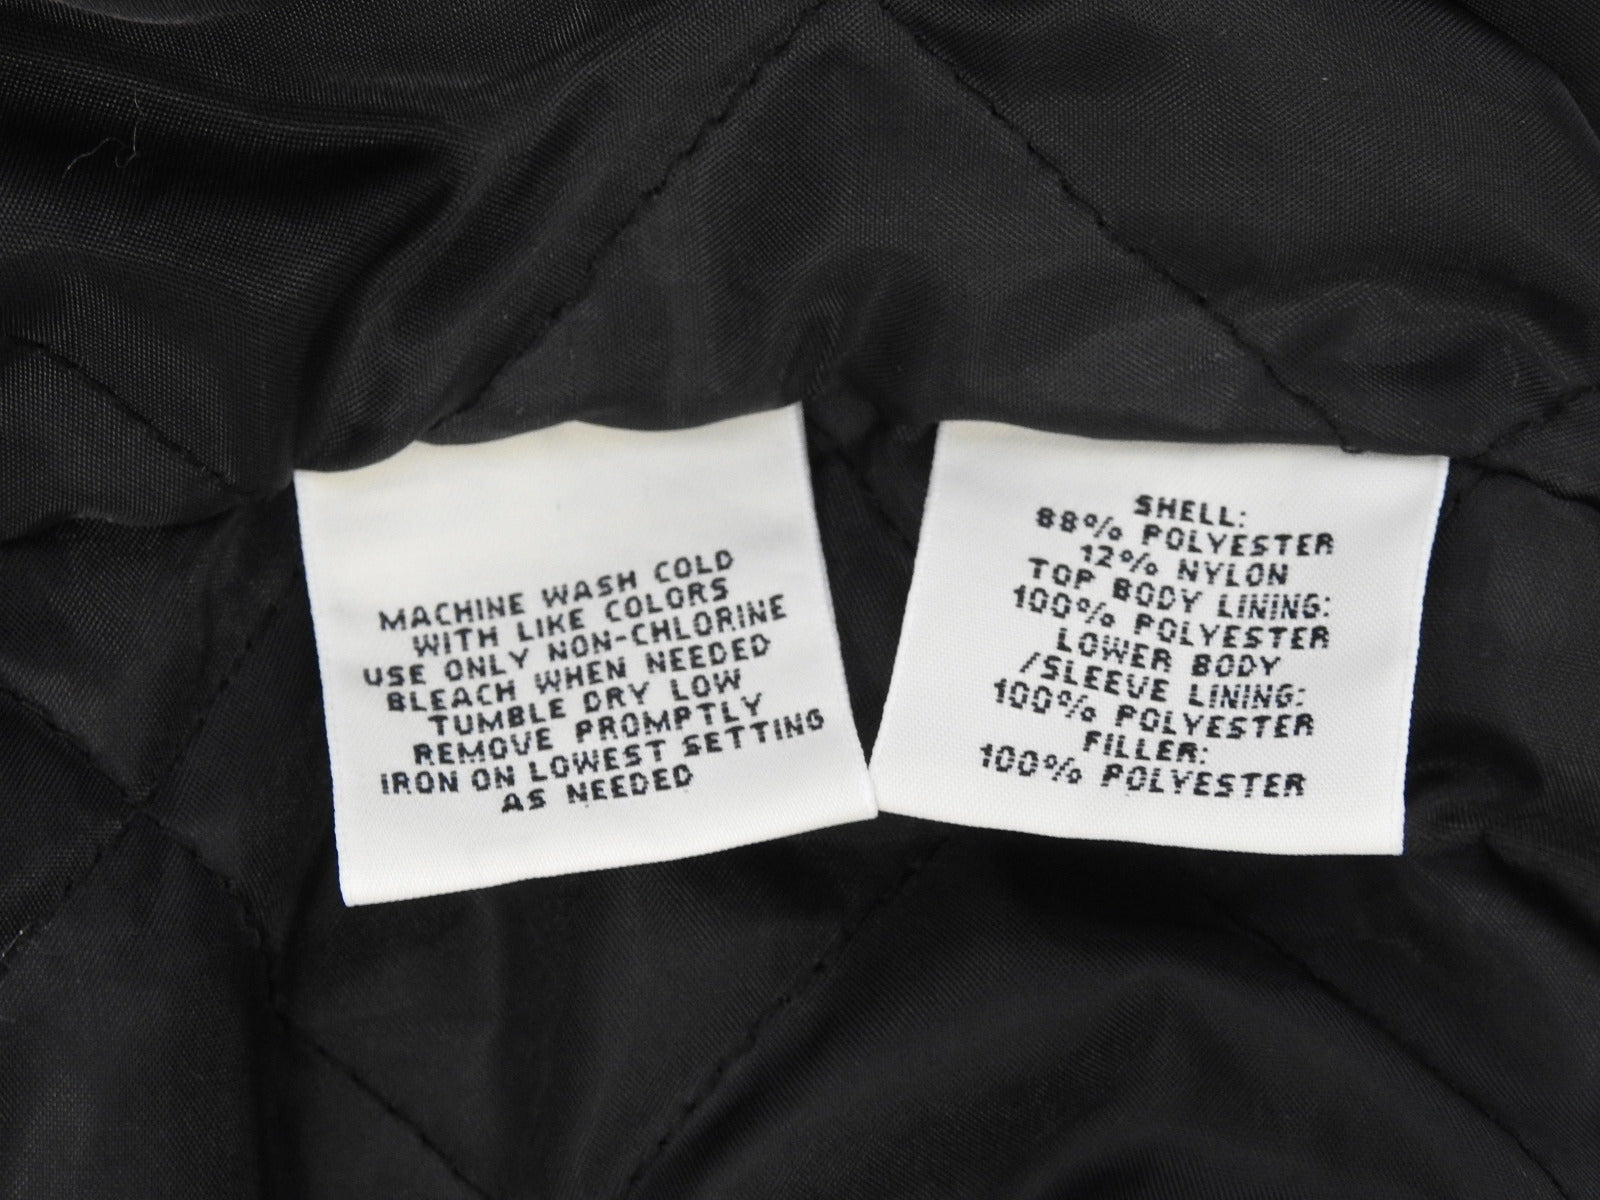 MACHINE WASH COLD
WITH LIKE COLORS
USE ONLY NON-CHLORINE
BLEACH WHEN NEEDED
TUMBLE DRY LOW
REMOVE PROMPTLY
IRON ON LOWEST SETTING
AS NEEDED
SHELL:
88% POLYESTER
12% NYLON
TOP BODY LINING:
100% POLYESTER
LOWER BODY
/SLEEVE LINING:
100% POLYESTER
FILLER:
100% POLYESTER